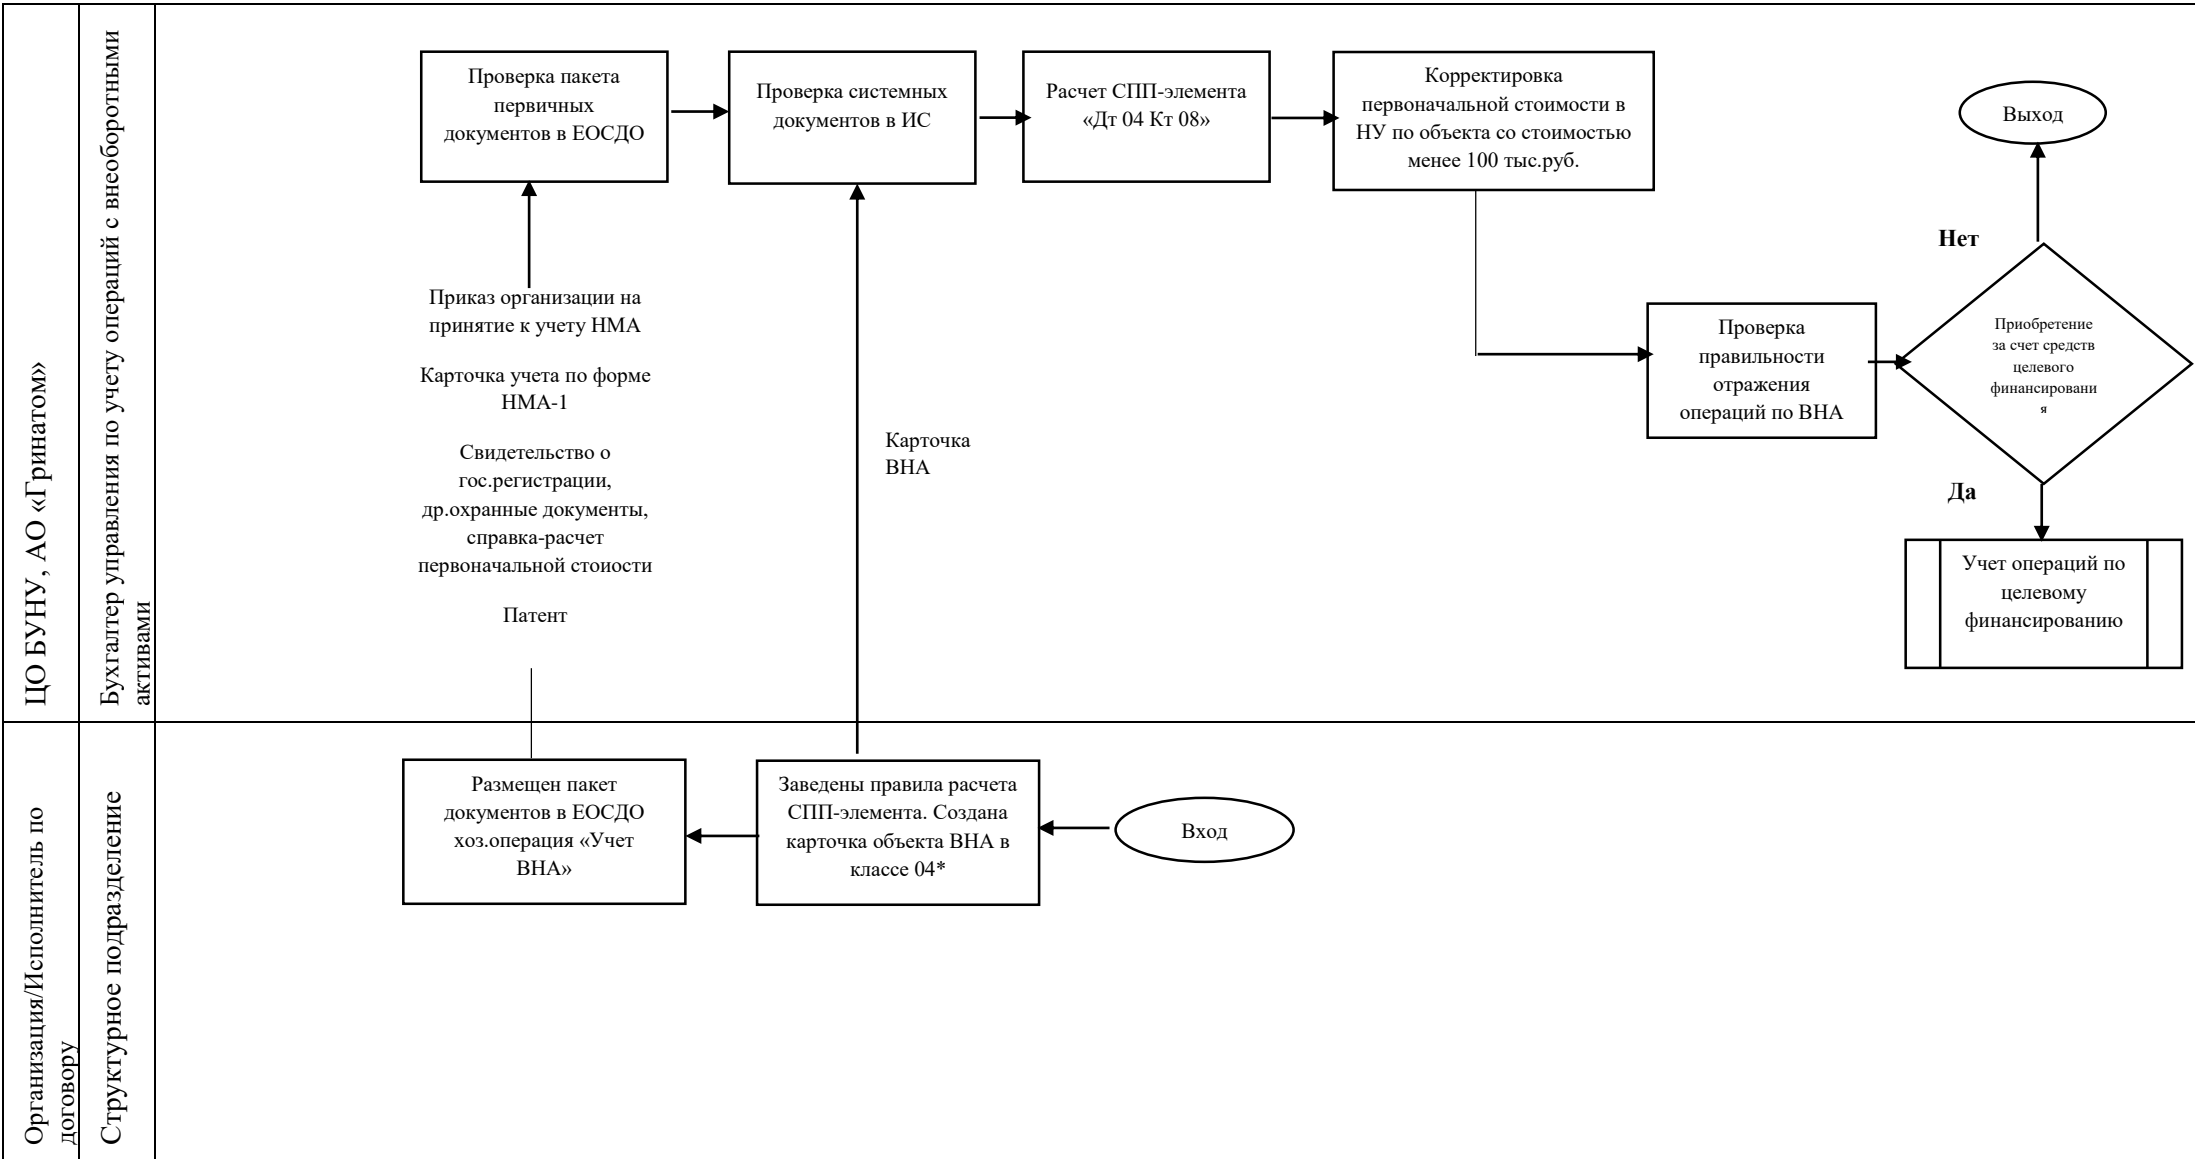 ЦО БУНУ, АО «Гринатом»
Бухгалтер управления по учету операций с внеоборотными
активами
Проверка пакета
первичных
документов в ЕОСДО
Проверка системных
документов в ИС
Расчет СПП-элемента
«Дт 04 Кт 08»
Корректировка
первоначальной стоимости в
НУ по объекта со стоимостью
менее 100 тыс.руб.
Выход
Нет
Приказ организации на
принятие к учету НМА
Карточка учета по форме
НМА-1
Свидетельство о
гос.регистрации,
др.охранные документы,
справка-расчет
первоначальной стоиости
Патент
Карточка
ВНА
Проверка
правильности
отражения
операций по ВНА
Приобретение
за счет средств
целевого
финансировани
я
Да
Учет операций по
целевому
финансированию
Организация/Исполнитель по
договору
Структурное подразделение
Размещен пакет
документов в ЕОСДО
хоз.операция «Учет
ВНА»
Заведены правила расчета
СПП-элемента. Создана
карточка объекта ВНА в
классе 04*
Вход